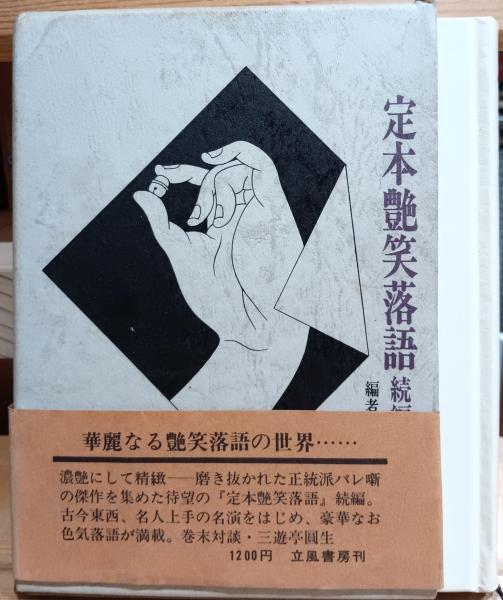 定本艶笑落語
続編
編者
華麗なる艶笑落語の世界……
濃艶にして精緻――磨き抜かれた正統派バレ噺
の傑作を集めた待望の『定本艶笑落語』続編。
古今東西、名人上手の名演をはじめ、豪華なお
色気落語が満載。巻末対談・三遊亭圓生
1200円 立風書房刊